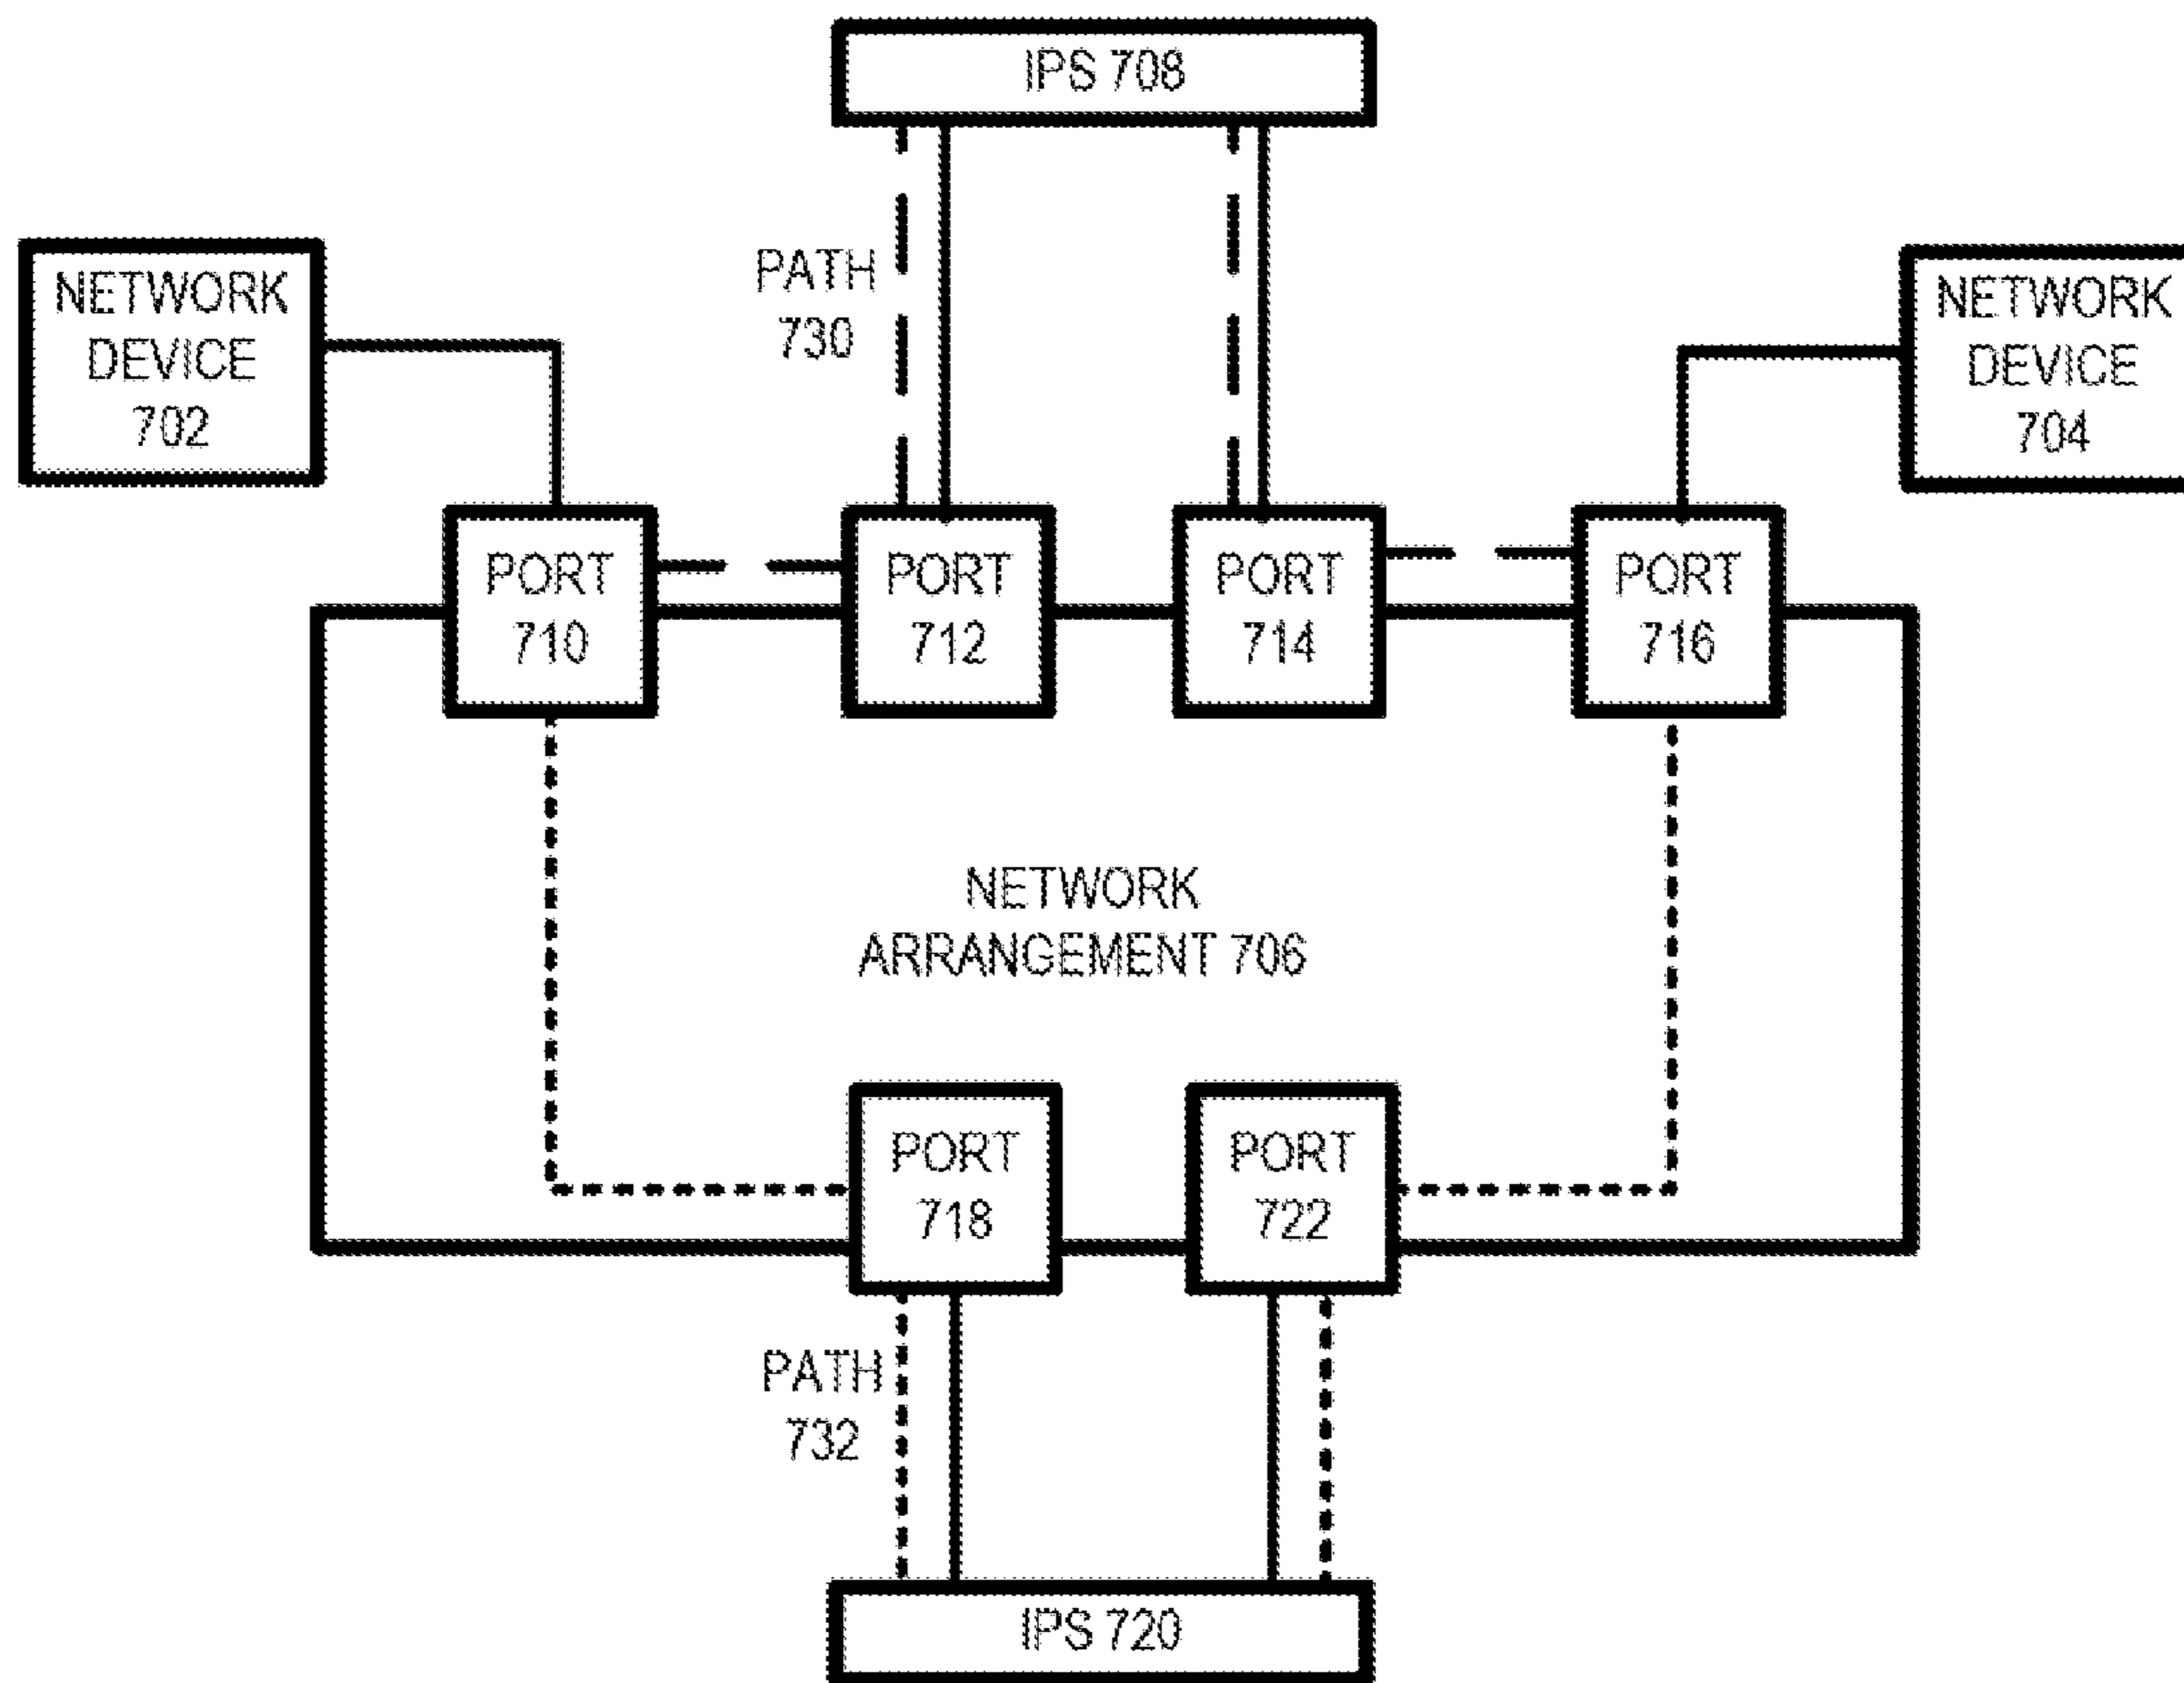 IPS 708
PATH
730
NETWORK
DEVICE
702
NETWORK
DEVICE
704
PORT
710
PORT
712
PORT
714
PORT
716
NETWORK
ARRANGEMENT 706
PORT
718
PORT
722
PATH
732
IPS 720